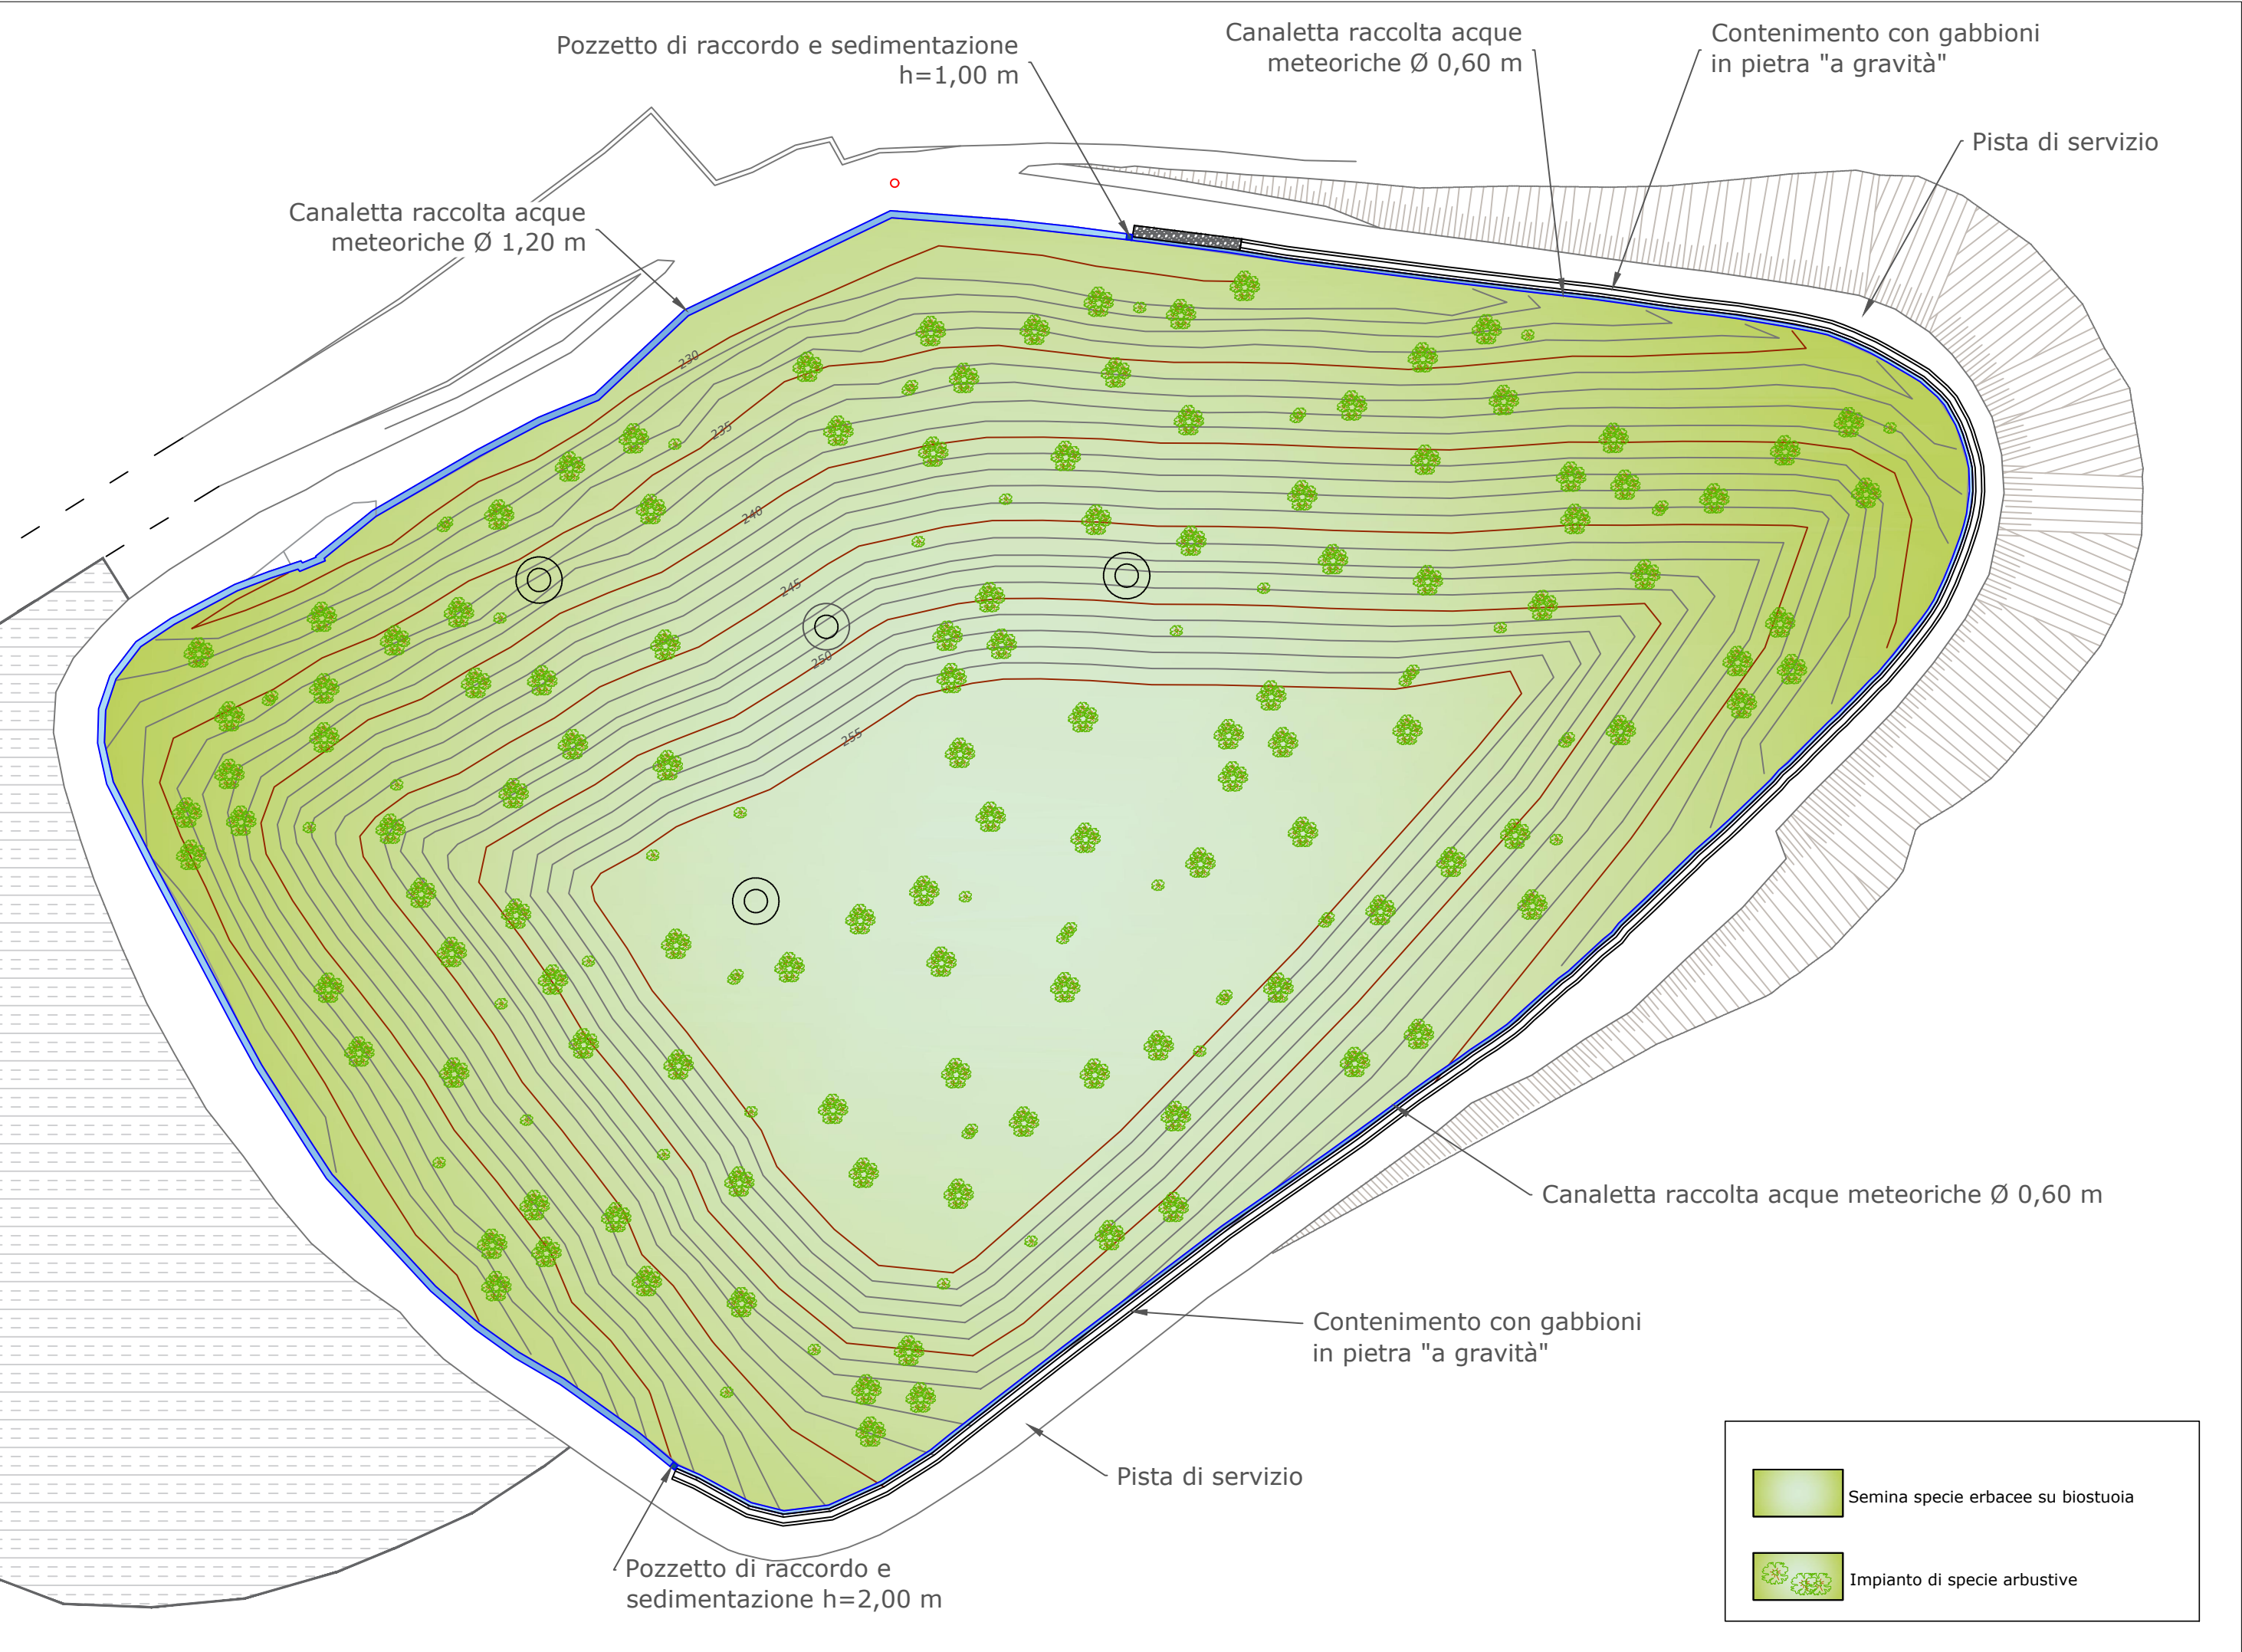 Pozzetto di raccordo e sedimentazione
h=1,00 m
Canaletta raccolta acque
meteoriche Ø 0,60 m
Contenimento con gabbioni
in pietra "a gravità"
Pista di servizio
Canaletta raccolta acque
meteoriche Ø 1,20 m
230
235
240
245
250
255
Canaletta raccolta acque meteoriche Ø 0,60 m
Contenimento con gabbioni
in pietra "a gravità"
Pista di servizio
Pozzetto di raccordo e
sedimentazione h=2,00 m
Semina specie erbacee su biostuoia
Impianto di specie arbustive